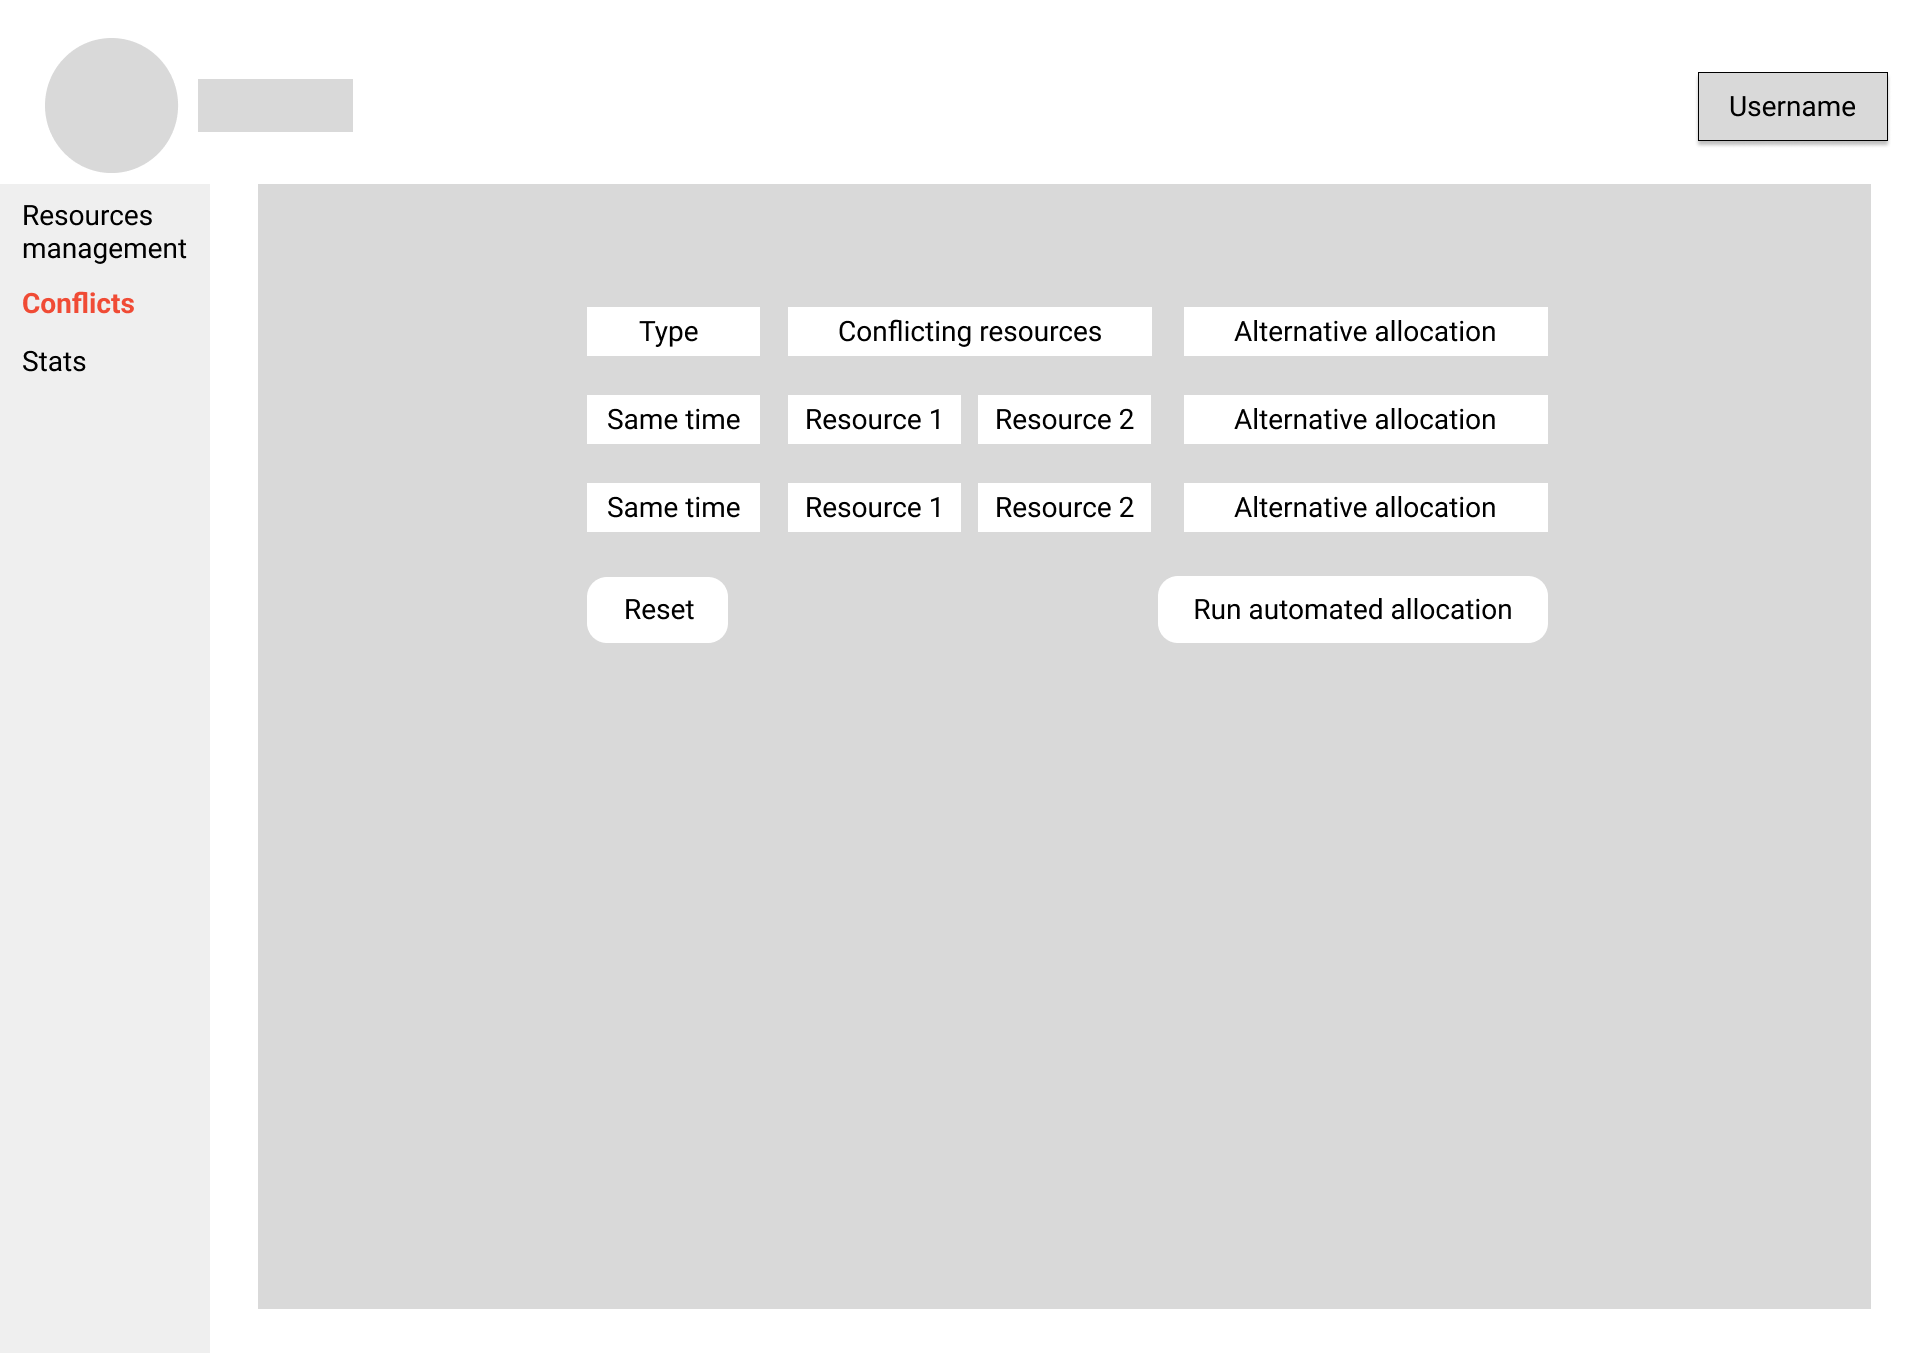 Username
Resources
management
Conflicts
Stats
Type Conflicting resources Alternative allocation
Same time Resource 1 Resource 2 Alternative allocation
Same time Resource 1 Resource 2 Alternative allocation
Reset Run automated allocation